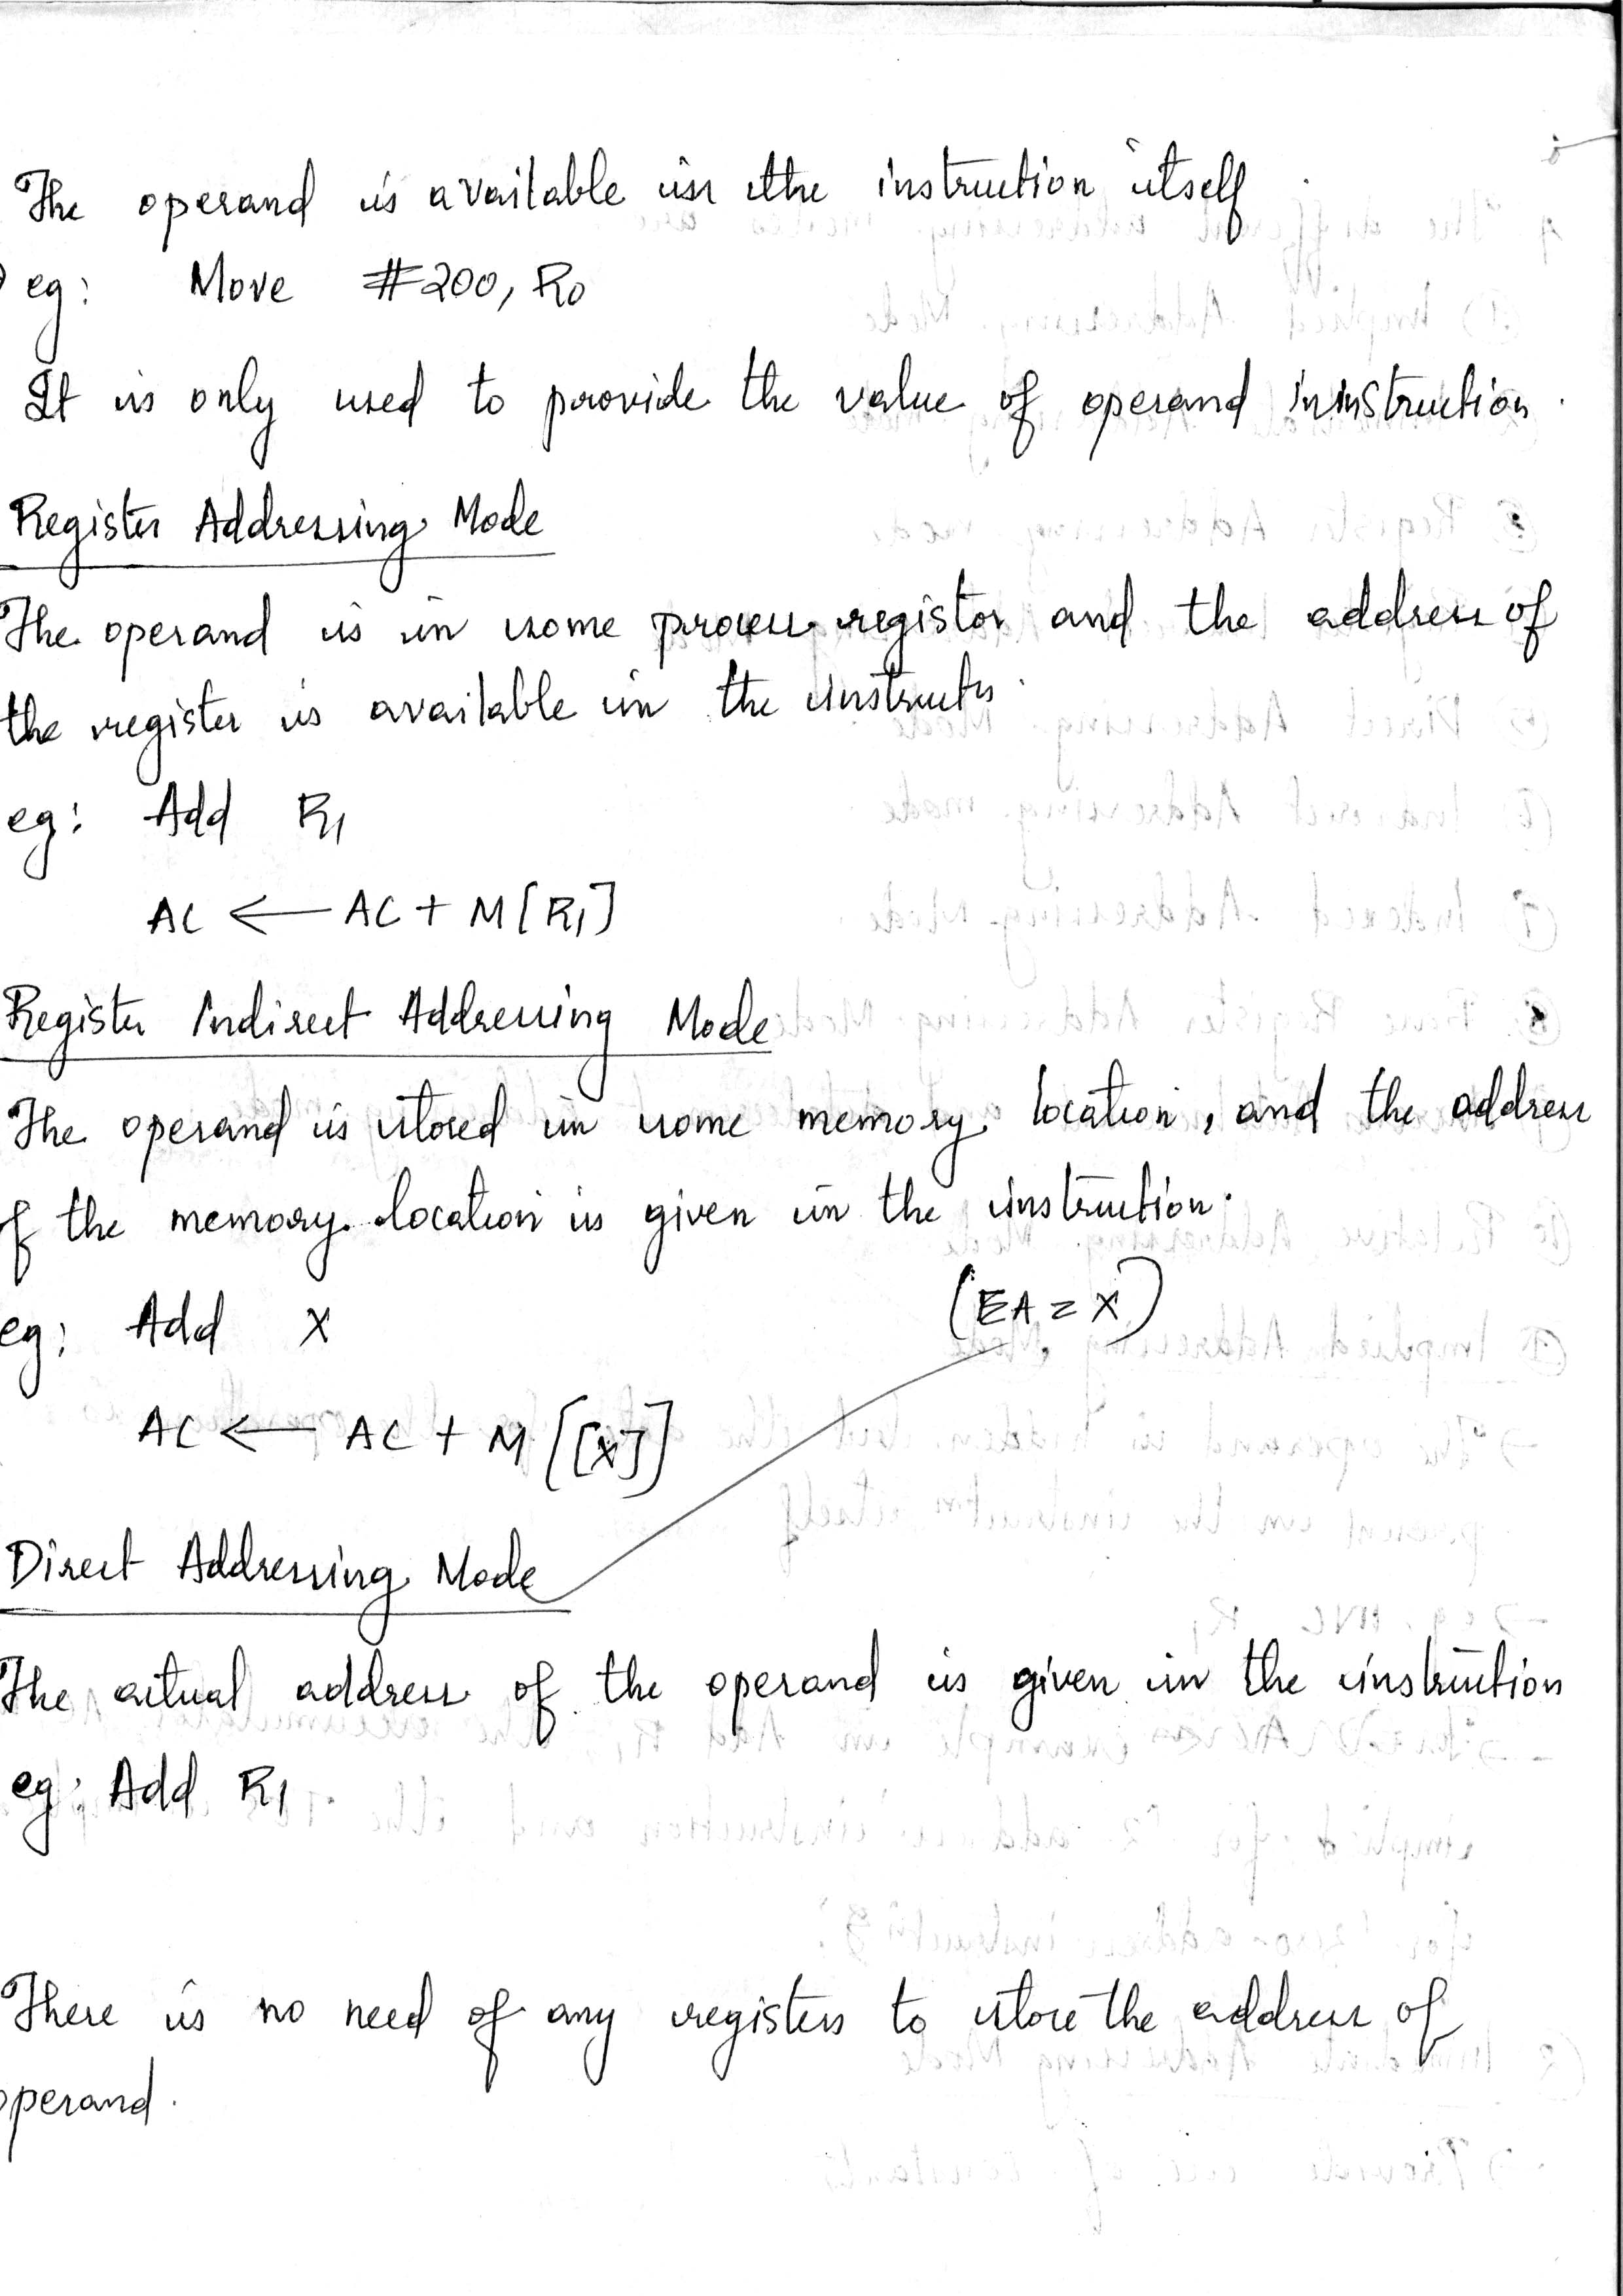 The operand is available in the instruction itself.
eg: Move #200, R0
It is only used to provide the value of operand in instruction.
Register Addressing Mode
The operand is in some process registor and the address of
the register is available in the instructn.
eg: Add R1
AC ← AC + M[R1]
Register Indirect Addressing Mode
The operand is stored in some memory location, and the address
of the memory location is given in the instruction.
(EA = X)
eg: Add X
AC ← AC + M[[X]]
Direct Addressing Mode
The actual address of the operand is given in the instruction
eg: Add R1
There is no need of any registers to store the address of
operand.